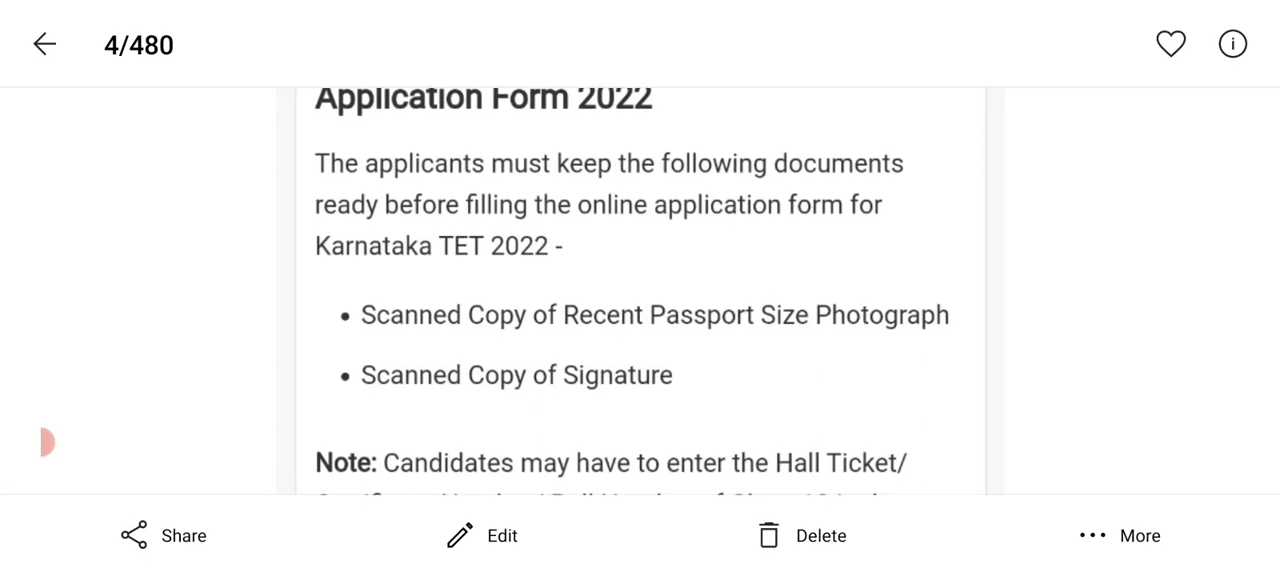 4/480
Application Form 2022
The applicants must keep the following documents
ready before filling the online application form for
Karnataka TET 2022 -
• Scanned Copy of Recent Passport Size Photograph
• Scanned Copy of Signature
Note: Candidates may have to enter the Hall Ticket/
Share Edit Delete More